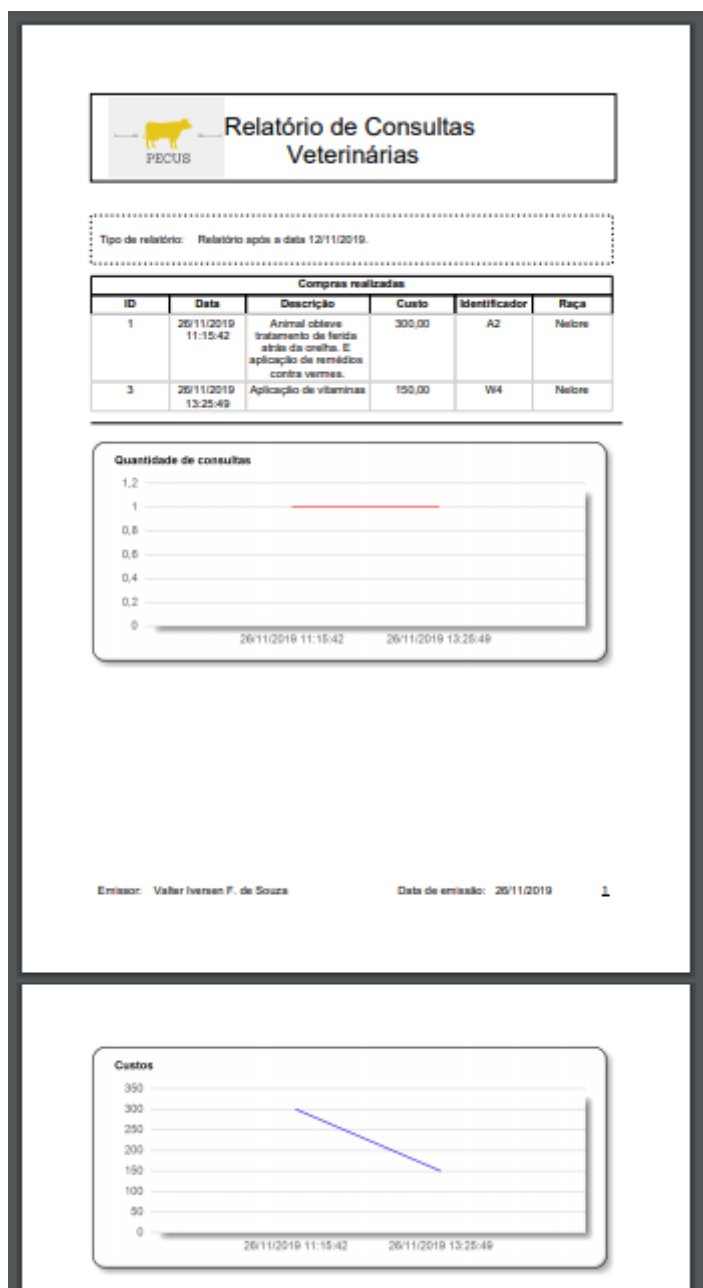 Relatório de Consultas
Veterinárias
PECUS
Tipo de relatório: Relatório após a data 12/11/2019.
Compras realizadas
ID Data Descrição Custo Identificador Raça
1 26/11/2019 11:15:42 Animal obteve tratamento de ferida atrás da orelha. E aplicação de remédios contra vermes. 300,00 A2 Nelore
3 26/11/2019 13:25:49 Aplicação de vitaminas 150,00 W4 Nelore
Quantidade de consultas
1,2
1
0,8
0,6
0,4
0,2
0
26/11/2019 11:15:42 26/11/2019 13:25:49
Emissor: Valter Iversen F. de Souza Data de emissão: 26/11/2019 1
Custos
350
300
250
200
150
100
50
0
26/11/2019 11:15:42 26/11/2019 13:25:49